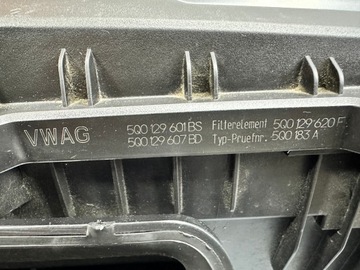 VWAG 5Q0 129 601 BS Filterelement 5Q0 129 620 F
5Q0 129 607 BD Typ-Pruefnr. 5Q0 183 A